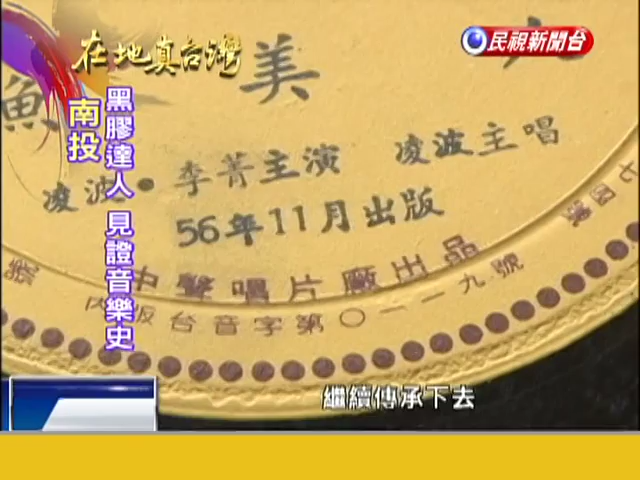 在地真台灣
民視新聞台
南投
黑膠達人 見證音樂史
魚 美
凌波・李菁主演 凌波主唱
56年11月出版
中聲唱片廠出品
內版台音字第〇一一九號
繼續傳承下去